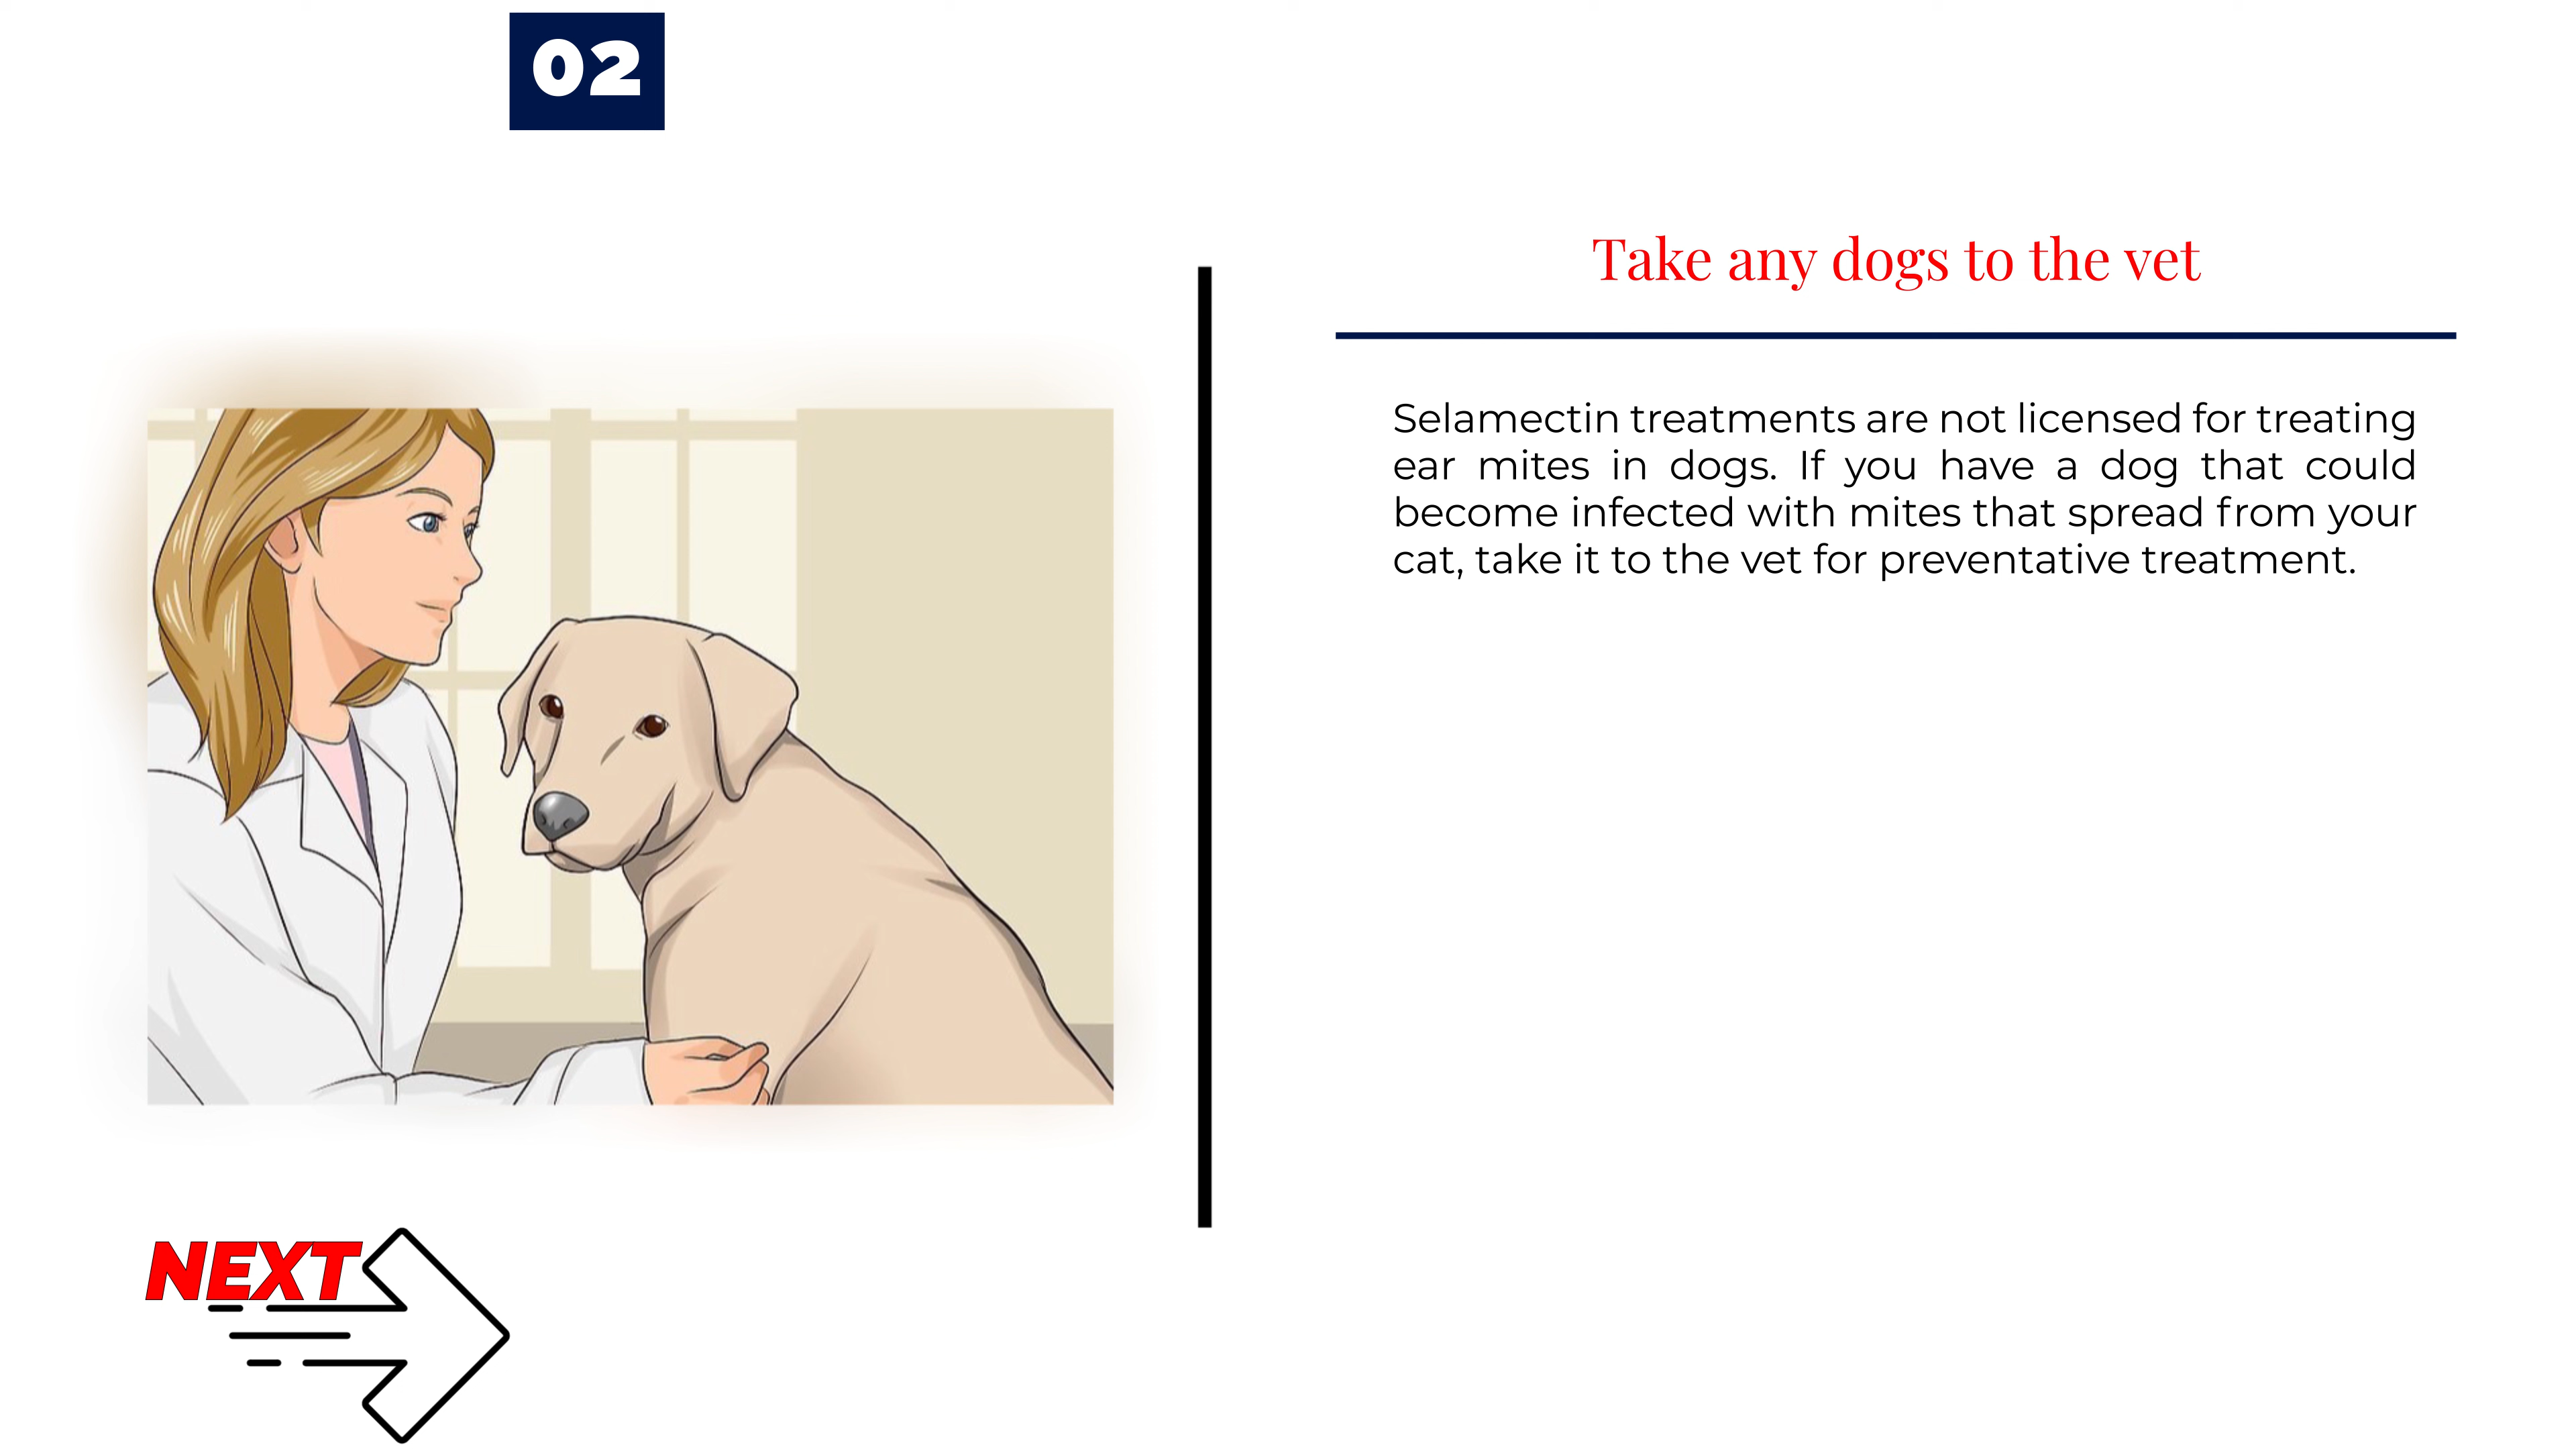 02
Take any dogs to the vet
Selamectin treatments are not licensed for treating
ear mites in dogs. If you have a dog that could
become infected with mites that spread from your
cat, take it to the vet for preventative treatment.
NEXT